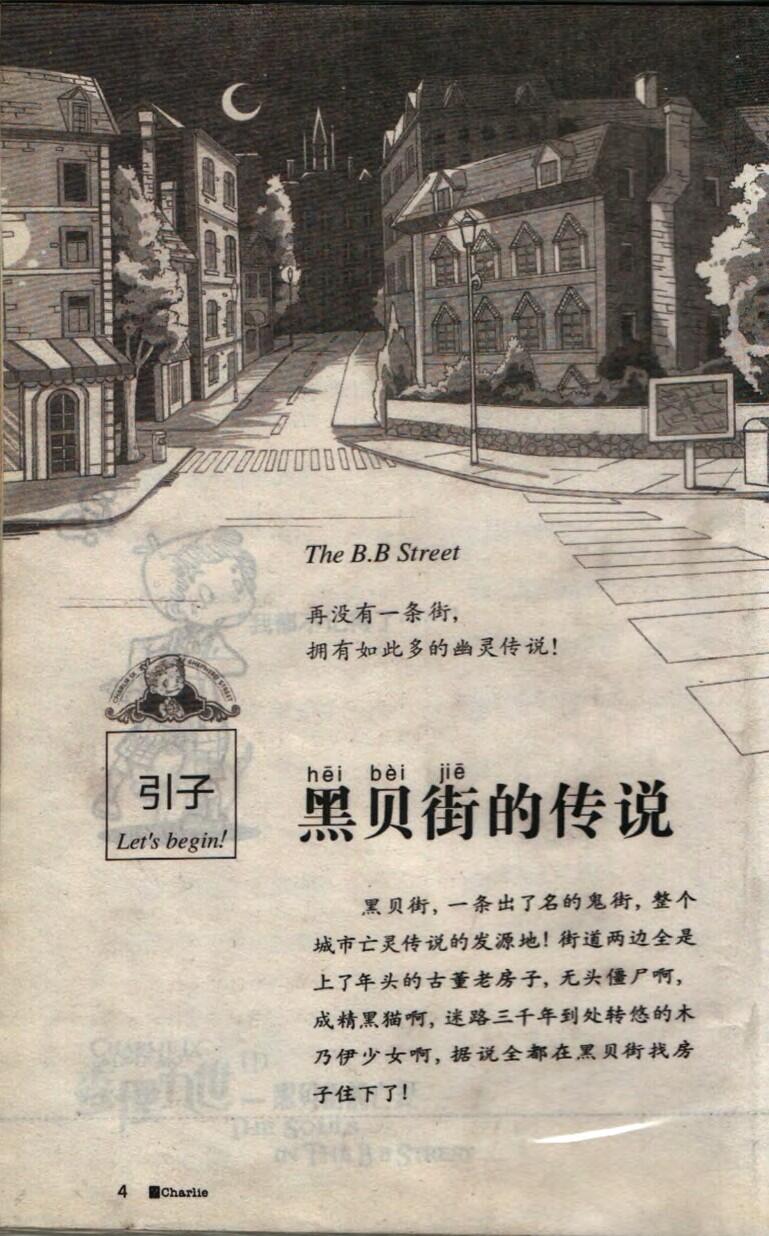 The B.B Street
再没有一条街，
拥有如此多的幽灵传说！
引子
Let's begin!
hēi bèi jiē
黑贝街的传说
黑贝街，一条出了名的鬼街，整个
城市亡灵传说的发源地！街道两边全是
上了年头的古董老房子，无头僵尸啊，
成精黑猫啊，迷路三千年到处转悠的木
乃伊少女啊，据说全都在黑贝街找房
子住下了！
4 Charlie